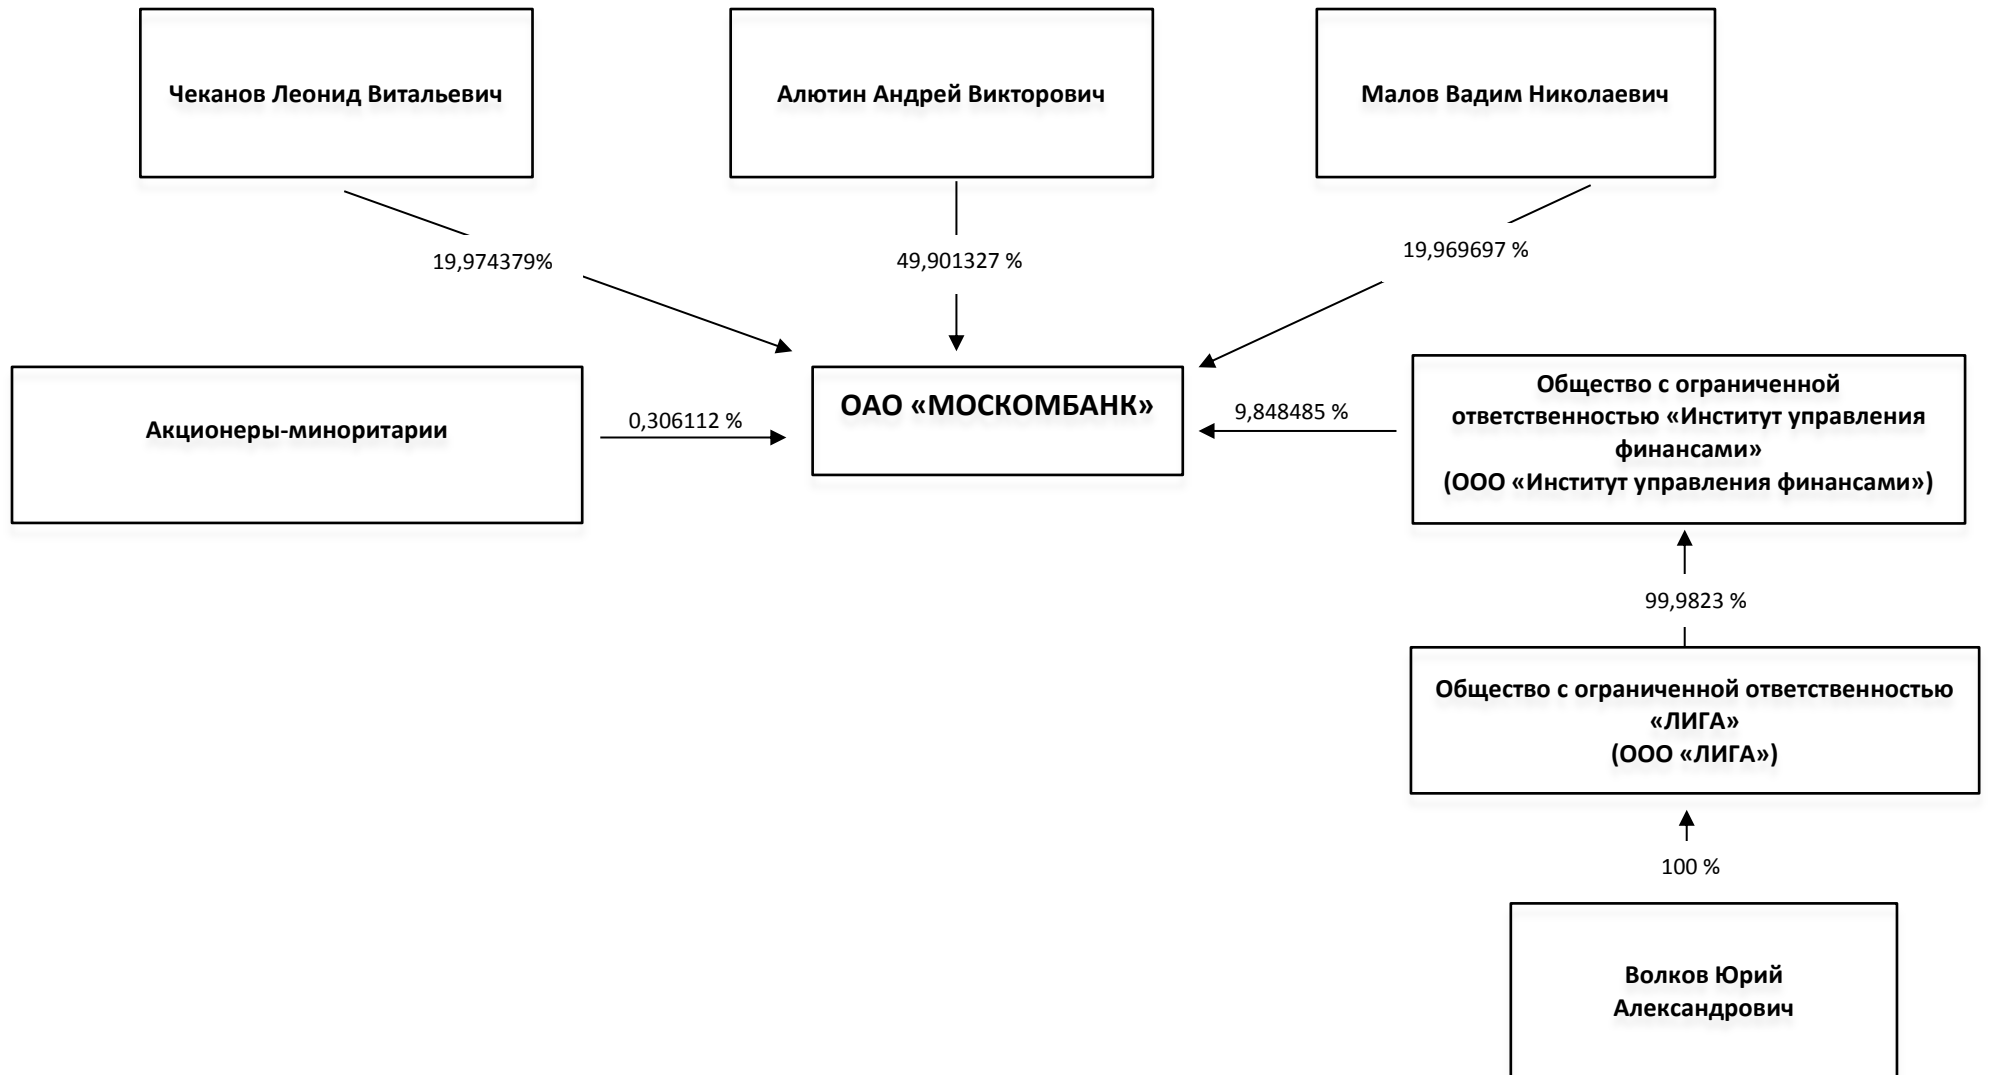 Чеканов Леонид Витальевич
Алютин Андрей Викторович
Малов Вадим Николаевич
19,974379%
49,901327 %
19,969697 %
Акционеры-миноритарии
0,306112 %
ОАО «МОСКОМБАНК»
9,848485 %
Общество с ограниченной
ответственностью «Институт управления
финансами»
(ООО «Институт управления финансами»)
99,9823 %
Общество с ограниченной ответственностью
«ЛИГА»
(ООО «ЛИГА»)
100 %
Волков Юрий
Александрович